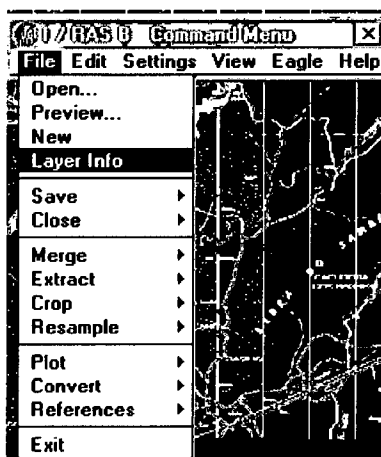 I/RAS B Command Menu
File Edit Settings View Eagle Help
Open...
Preview...
New
Layer Info
Save
Close
Merge
Extract
Crop
Resample
Plot
Convert
References
Exit